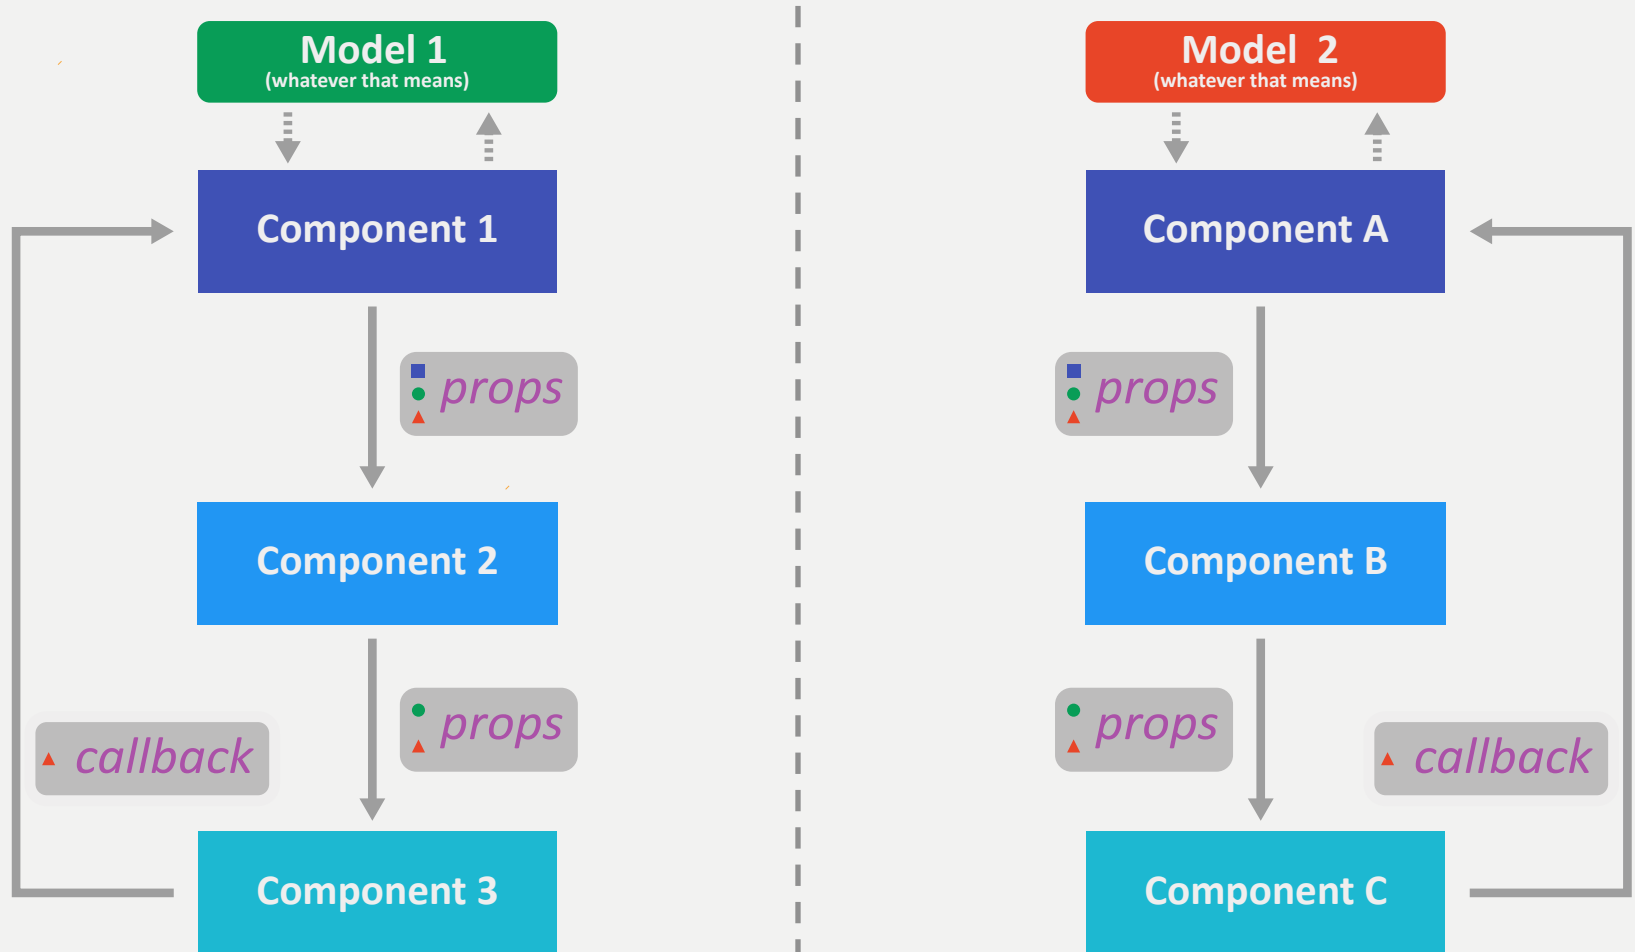 Model 1
(whatever that means)
Component 1
props
Component 2
props
callback
Component 3
Model 2
(whatever that means)
Component A
props
Component B
props
callback
Component C